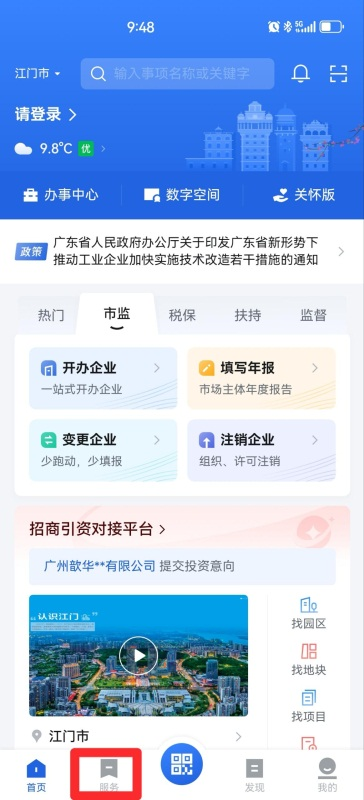 9:48
5G
江门市
输入事项名称或关键字
请登录
9.8°C 优
办事中心 数字空间 关怀版
政策
广东省人民政府办公厅关于印发广东省新形势下
推动工业企业加快实施技术改造若干措施的通知
热门 市监 税保 扶持 监督
开办企业 填写年报
一站式开办企业 市场主体年度报告
变更企业 注销企业
少跑动，少填报 组织、许可注销
招商引资对接平台
广州歆华**有限公司 提交投资意向
认识江门
找园区
找地块
找项目
江门市
首页 服务 发现 我的